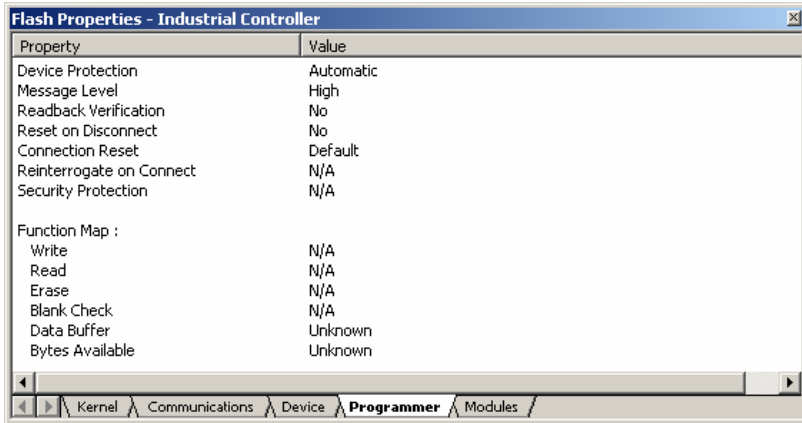 Flash Properties - Industrial Controller
Property Value
Device Protection Automatic
Message Level High
Readback Verification No
Reset on Disconnect No
Connection Reset Default
Reinterrogate on Connect N/A
Security Protection N/A
Function Map :
Write N/A
Read N/A
Erase N/A
Blank Check N/A
Data Buffer Unknown
Bytes Available Unknown
Kernel Communications Device Programmer Modules